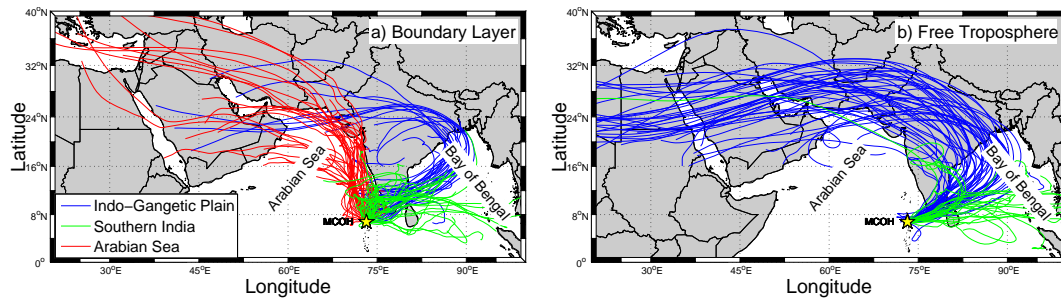 a) Boundary Layer
40°N
32°N
24°N
16°N
8°N
0°
Latitude
Arabian Sea
Bay of Bengal
MCOH
Indo−Gangetic Plain
Southern India
Arabian Sea
30°E
45°E
60°E
75°E
90°E
Longitude
b) Free Troposphere
40°N
32°N
24°N
16°N
8°N
0°
Latitude
Arabian Sea
Bay of Bengal
MCOH
30°E
45°E
60°E
75°E
90°E
Longitude